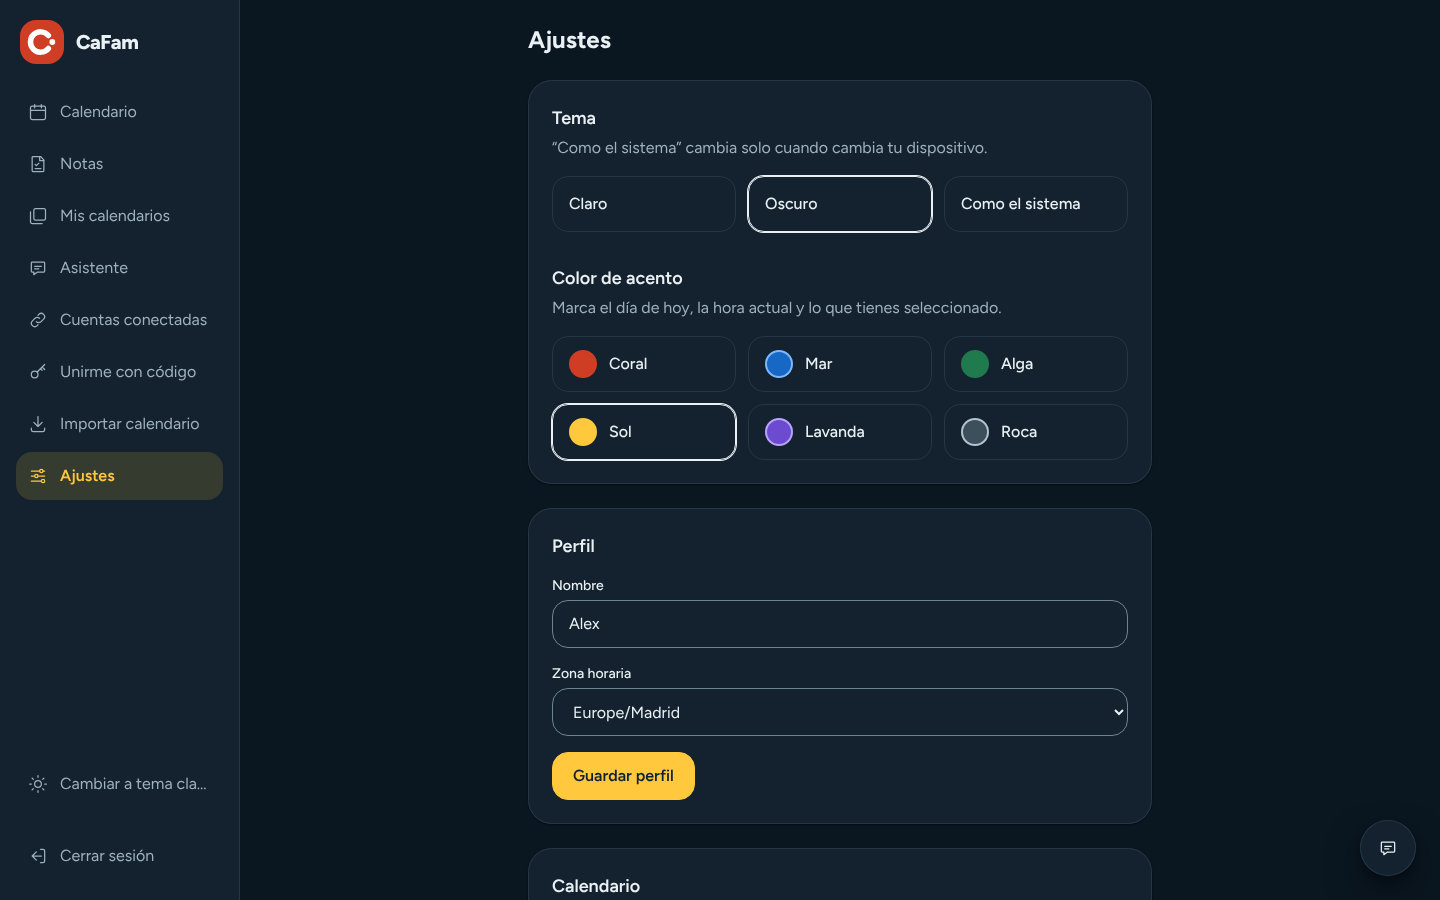 CaFam
Calendario
Notas
Mis calendarios
Asistente
Cuentas conectadas
Unirme con código
Importar calendario
Ajustes
Cambiar a tema cla...
Cerrar sesión
Ajustes
Tema
“Como el sistema” cambia solo cuando cambia tu dispositivo.
Claro
Oscuro
Como el sistema
Color de acento
Marca el día de hoy, la hora actual y lo que tienes seleccionado.
Coral
Mar
Alga
Sol
Lavanda
Roca
Perfil
Nombre
Alex
Zona horaria
Europe/Madrid
Guardar perfil
Calendario